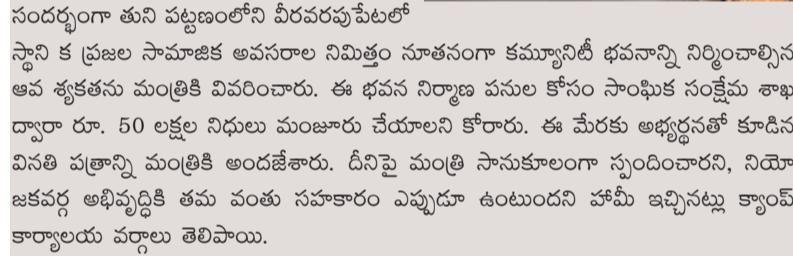 సందర్భంగా తుని పట్టణంలోని వీరవరపుపేటలో
స్థాని క ప్రజల సామాజిక అవసరాల నిమిత్తం నూతనంగా కమ్యూనిటీ భవనాన్ని నిర్మించాల్సిన
ఆవ శ్యకతను మంత్రికి వివరించారు. ఈ భవన నిర్మాణ పనుల కోసం సాంఘిక సంక్షేమ శాఖ
ద్వారా రూ. 50 లక్షల నిధులు మంజూరు చేయాలని కోరారు. ఈ మేరకు అభ్యర్థనతో కూడిన
వినతి పత్రాన్ని మంత్రికి అందజేశారు. దీనిపై మంత్రి సానుకూలంగా స్పందించారని, నియో
జకవర్గ అభివృద్ధికి తమ వంతు సహకారం ఎప్పుడూ ఉంటుందని హామీ ఇచ్చినట్లు క్యాంప్
కార్యాలయ వర్గాలు తెలిపాయి.